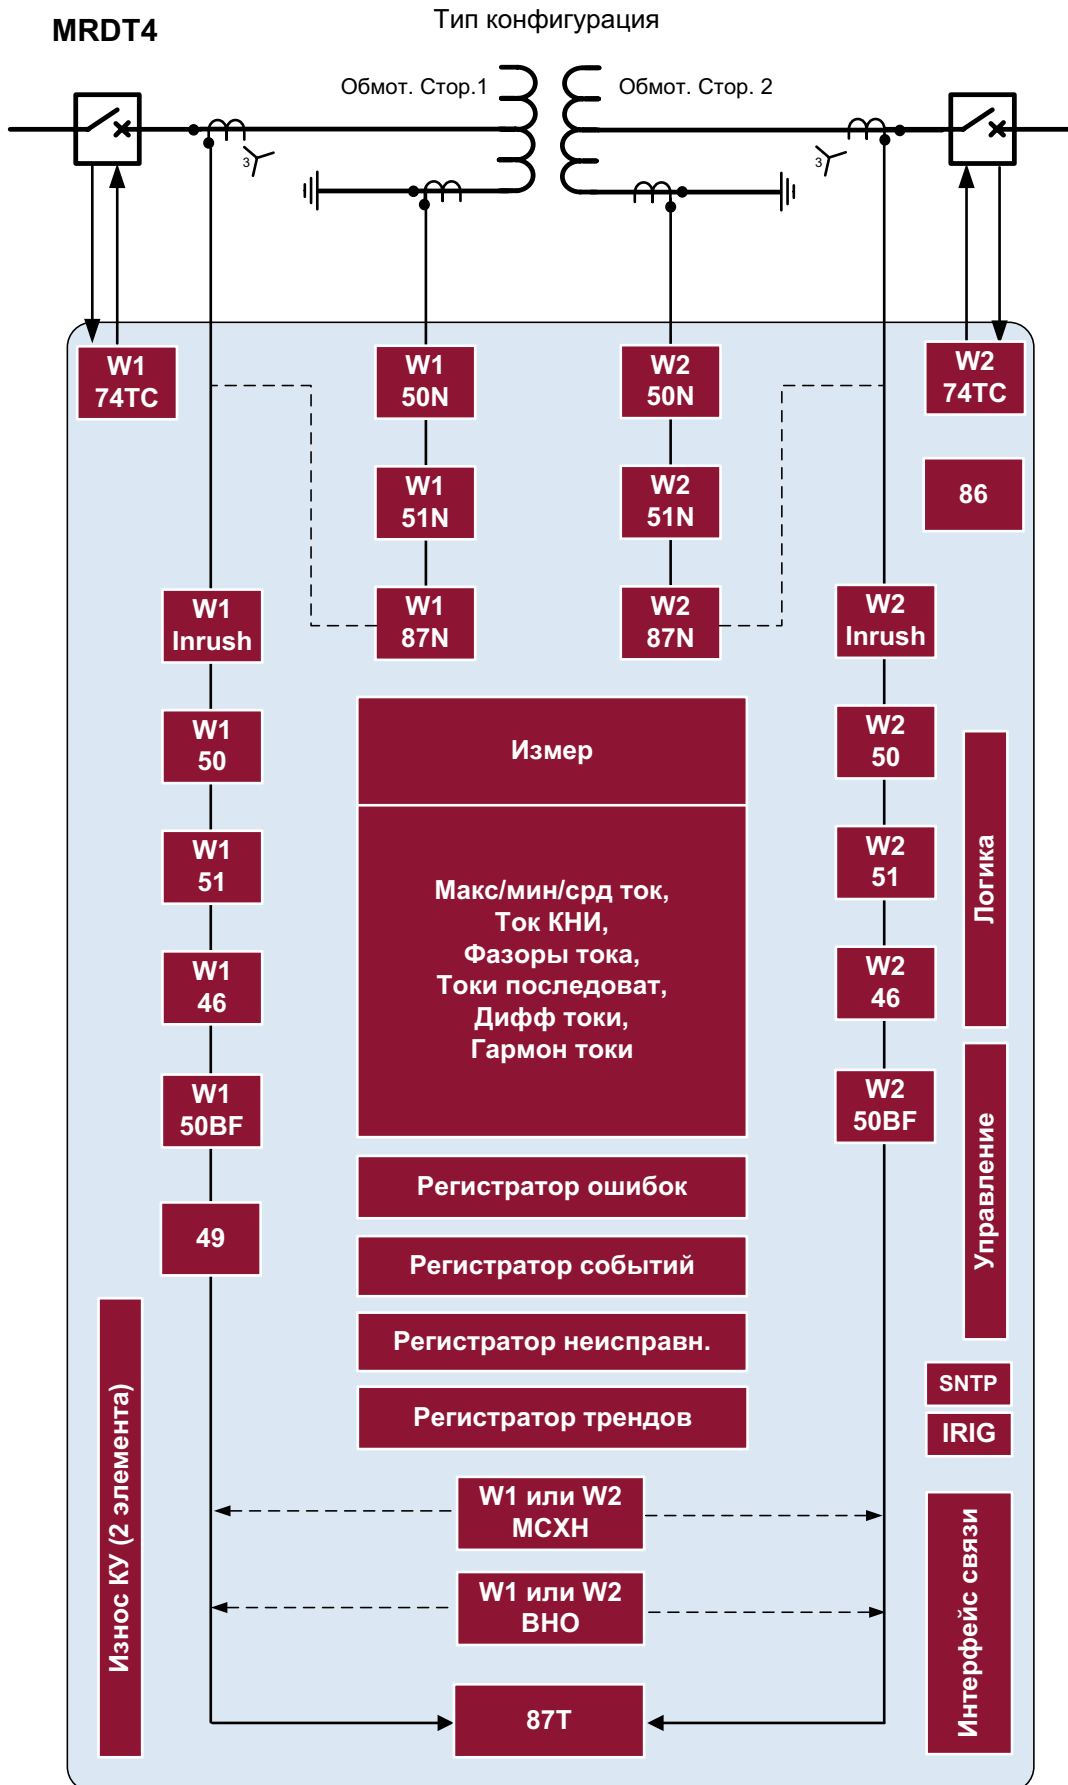 MRDT4
Тип конфигурация
Обмот. Стор.1
Обмот. Стор. 2
3
3
W1
74TC
W1
50N
W2
50N
W2
74TC
W1
51N
W2
51N
86
W1
87N
W2
87N
W1
Inrush
W2
Inrush
W1
50
W2
50
W1
51
W2
51
W1
46
W2
46
W1
50BF
W2
50BF
49
Измер
Макс/мин/срд ток,
Ток КНИ,
Фазоры тока,
Токи последоват,
Дифф токи,
Гармон токи
Регистратор ошибок
Регистратор событий
Регистратор неисправн.
Регистратор трендов
Логика
Управление
SNTP
IRIG
Интерфейс связи
Износ КУ (2 элемента)
W1 или W2
МСХН
W1 или W2
ВНО
87T